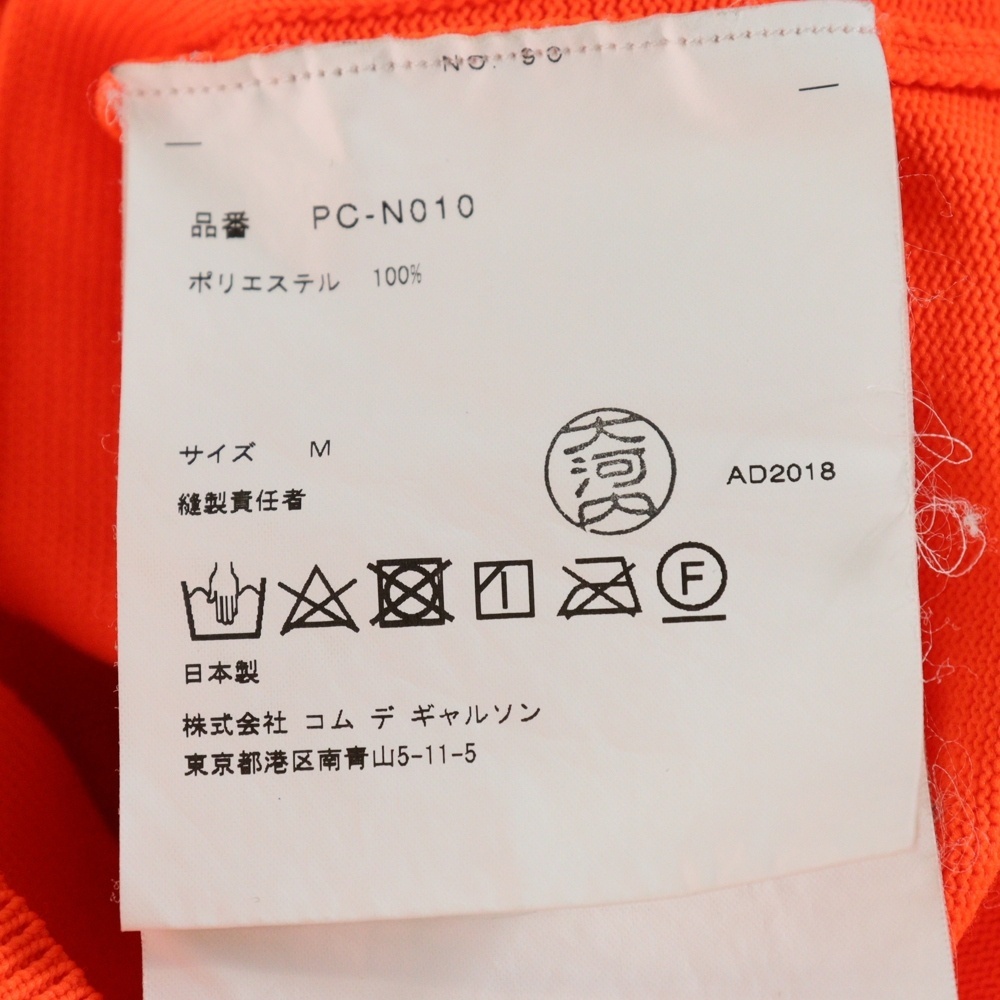 品番 PC-N010
ポリエステル 100%
サイズ M
大河内
AD2018
縫製責任者
F
日本製
株式会社 コム デ ギャルソン
東京都港区南青山5-11-5